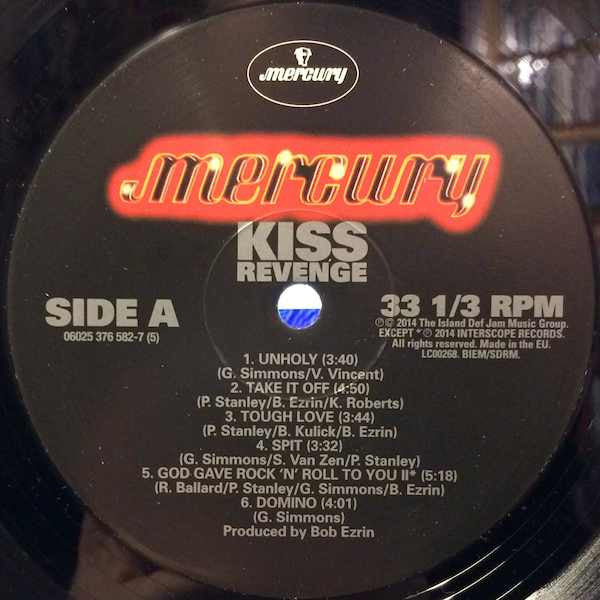 mercury
mercury
KISS
REVENGE
SIDE A
06025 376 582-7 (5)
33 1/3 RPM
℗© 2014 The Island Def Jam Music Group.
EXCEPT *℗ 2014 INTERSCOPE RECORDS.
All rights reserved. Made in the EU.
LC00268. BIEM/SDRM.
1. UNHOLY (3:40)
(G. Simmons/V. Vincent)
2. TAKE IT OFF (4:50)
(P. Stanley/B. Ezrin/K. Roberts)
3. TOUGH LOVE (3:44)
(P. Stanley/B. Kulick/B. Ezrin)
4. SPIT (3:32)
(G. Simmons/S. Van Zen/P. Stanley)
5. GOD GAVE ROCK 'N' ROLL TO YOU II* (5:18)
(R. Ballard/P. Stanley/G. Simmons/B. Ezrin)
6. DOMINO (4:01)
(G. Simmons)
Produced by Bob Ezrin